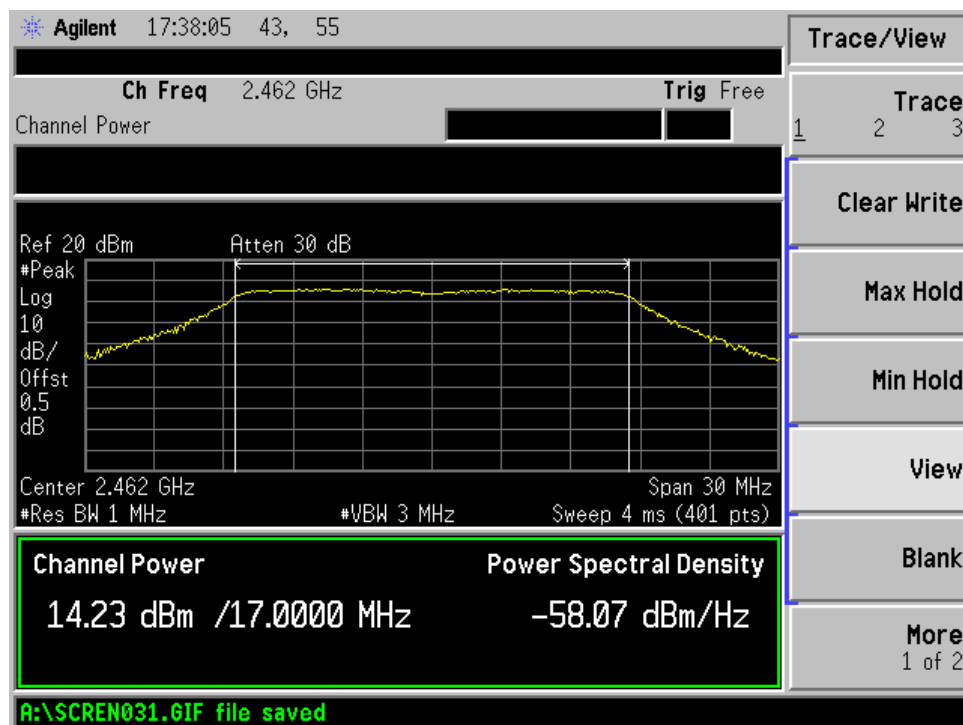 Agilent 17:38:05 43, 55
Trace/View
Ch Freq 2.462 GHz Trig Free
Channel Power
Trace
1 2 3
Clear Write
Max Hold
Min Hold
View
Blank
More
1 of 2
Ref 20 dBm Atten 30 dB
#Peak
Log
10
dB/
Offst
0.5
dB
Center 2.462 GHz Span 30 MHz
#Res BW 1 MHz #VBW 3 MHz Sweep 4 ms (401 pts)
Channel Power Power Spectral Density
14.23 dBm /17.0000 MHz -58.07 dBm/Hz
A:\SCREN031.GIF file saved